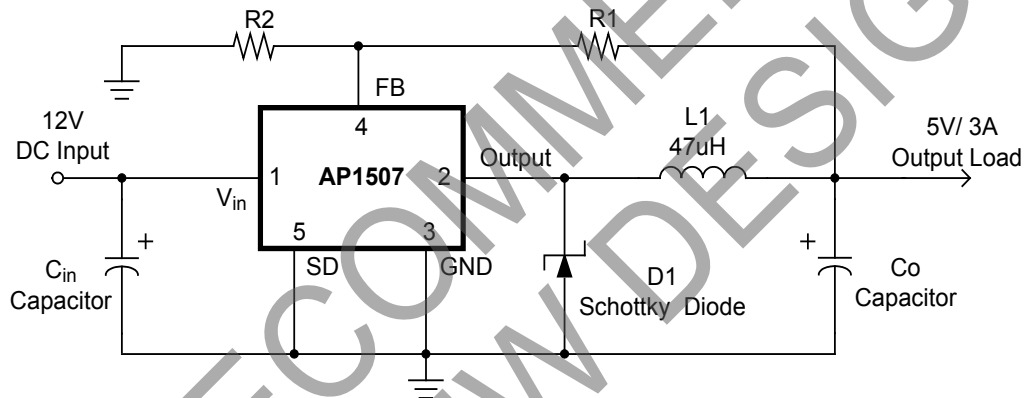 R2
R1
FB
4
12V
DC Input
L1
47uH
5V/ 3A
Output Load
Output
1
AP1507
2
Vin
5
3
SD
GND
+
Cin
Capacitor
D1
Schottky Diode
+
Co
Capacitor